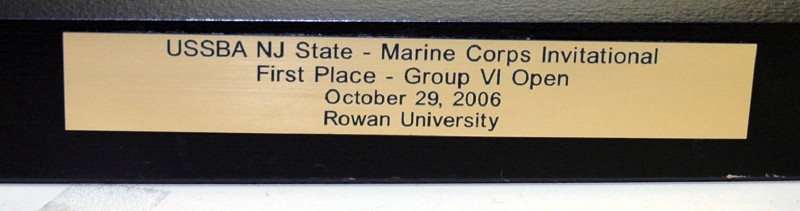 USSBA NJ State - Marine Corps Invitational
First Place - Group VI Open
October 29, 2006
Rowan University